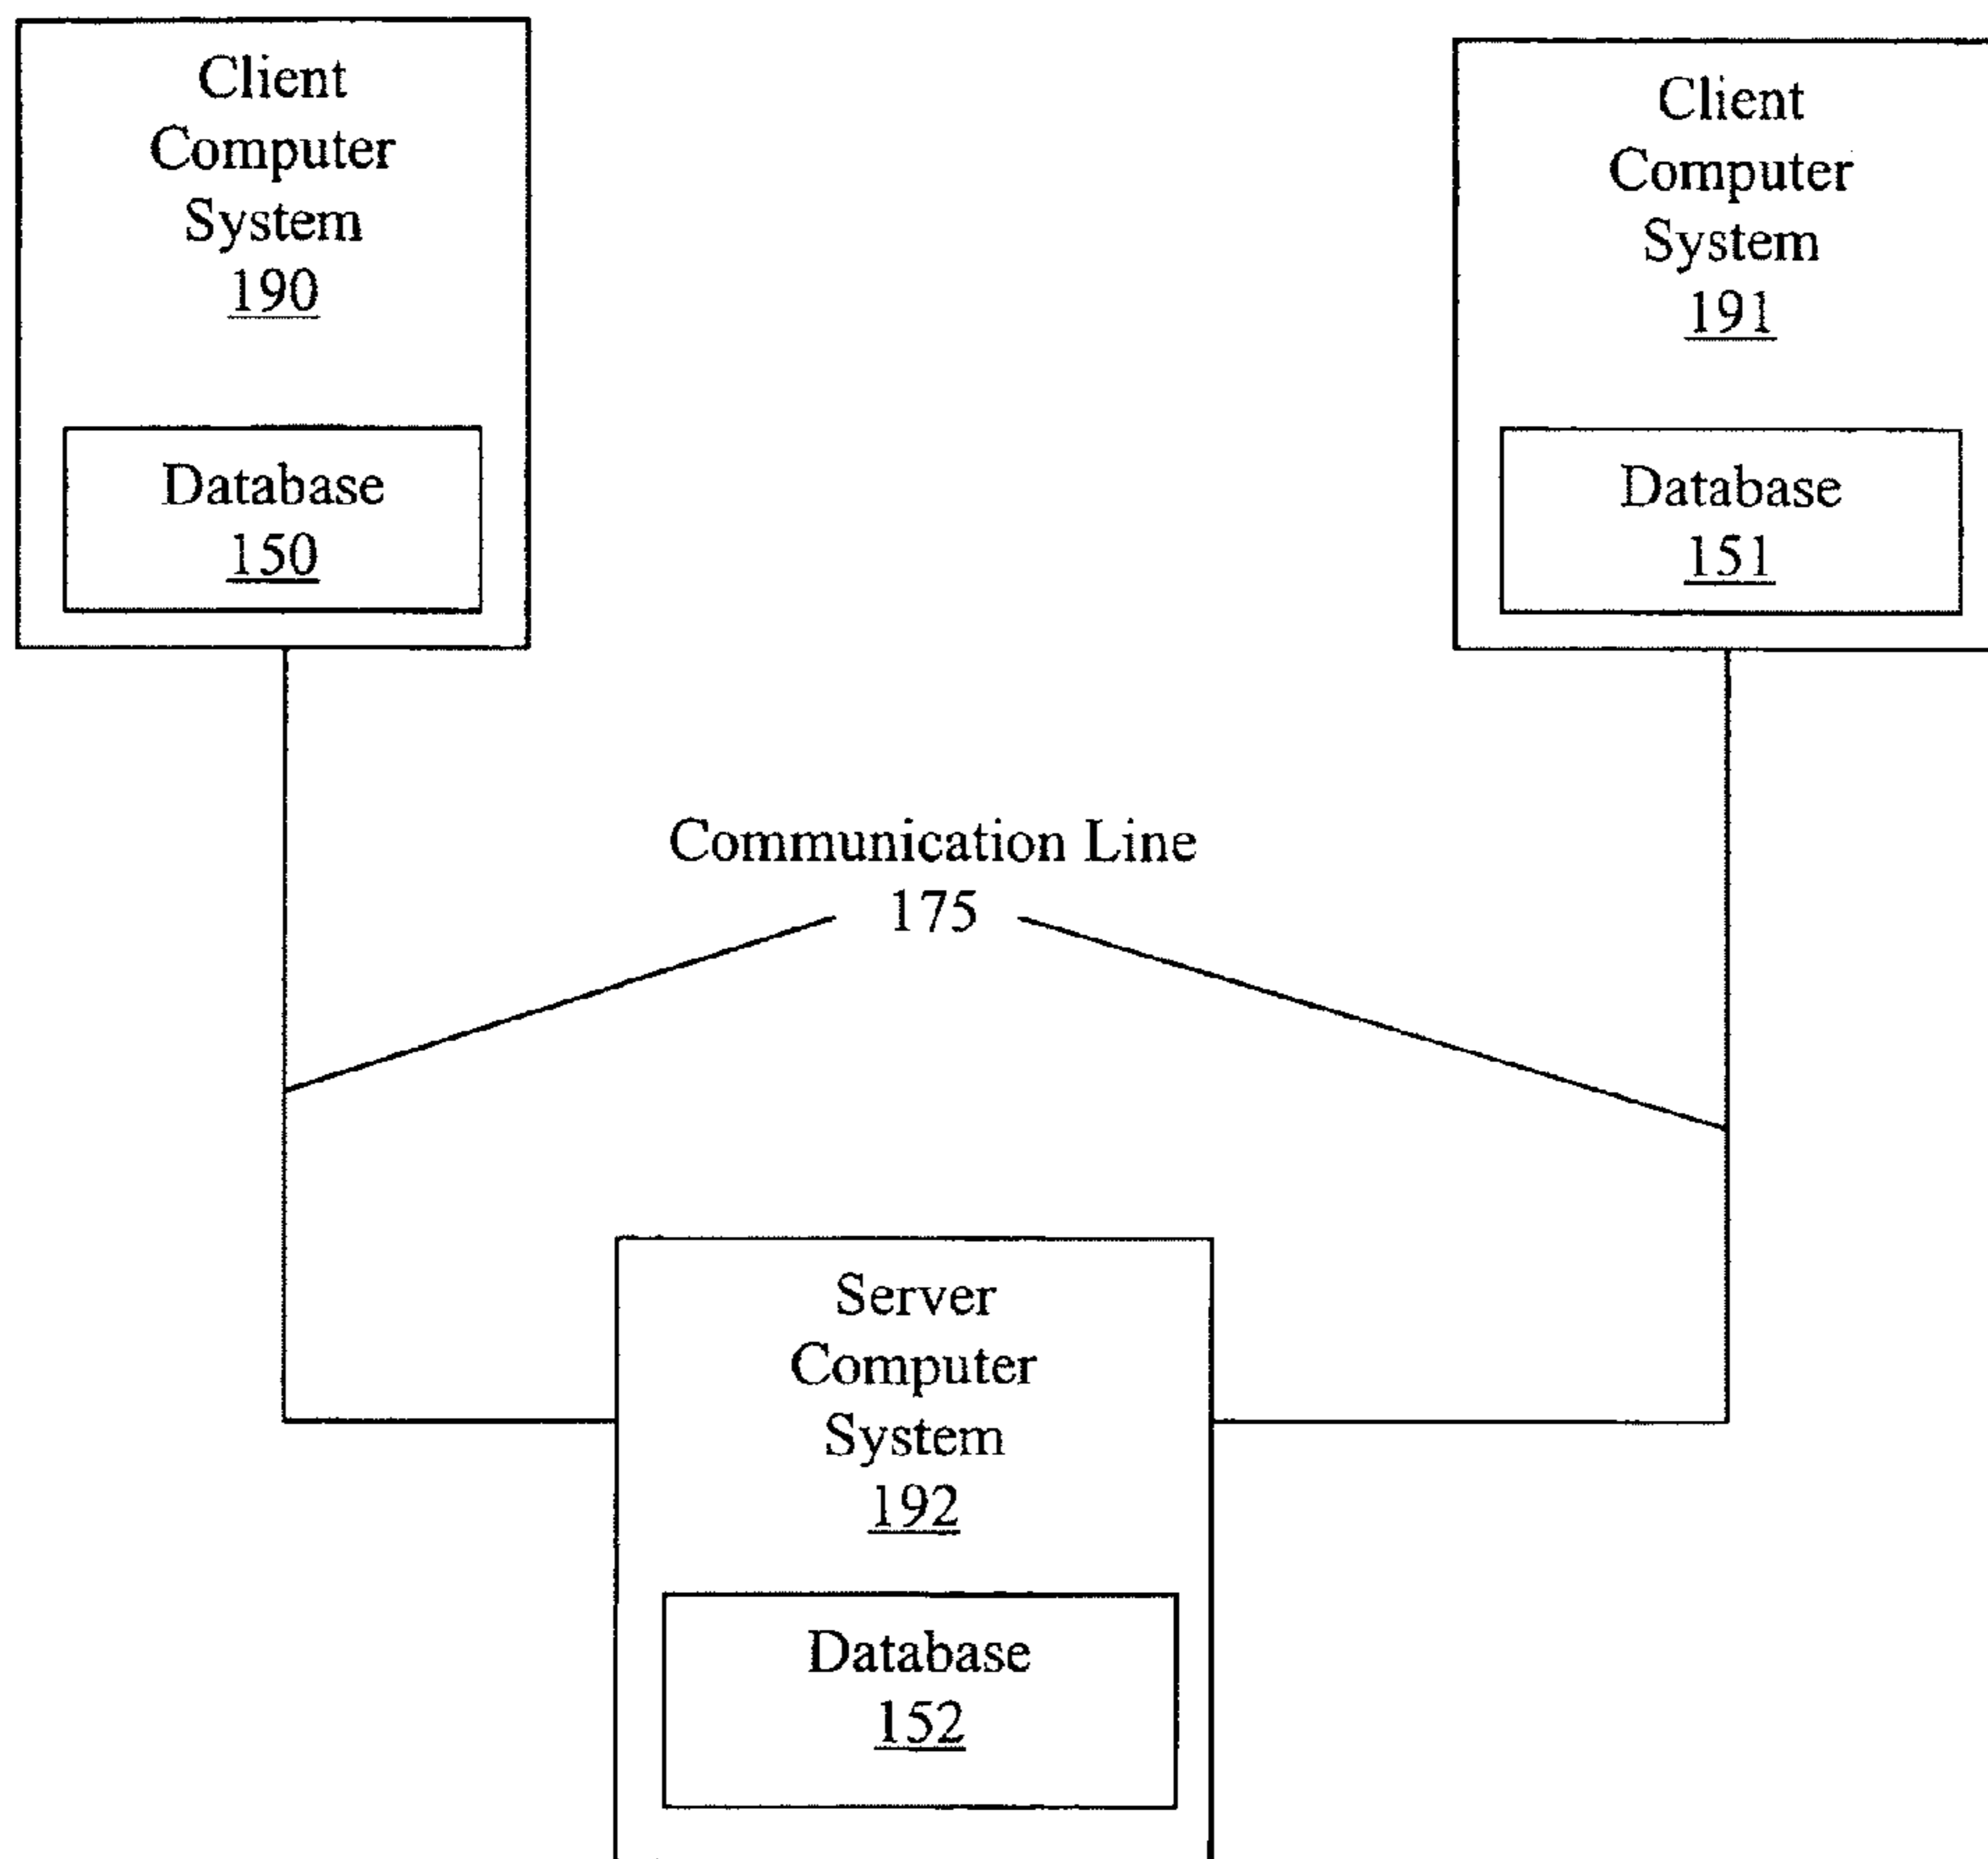 Client
Computer
System
190
Database
150
Client
Computer
System
191
Database
151
Communication Line
175
Server
Computer
System
192
Database
152